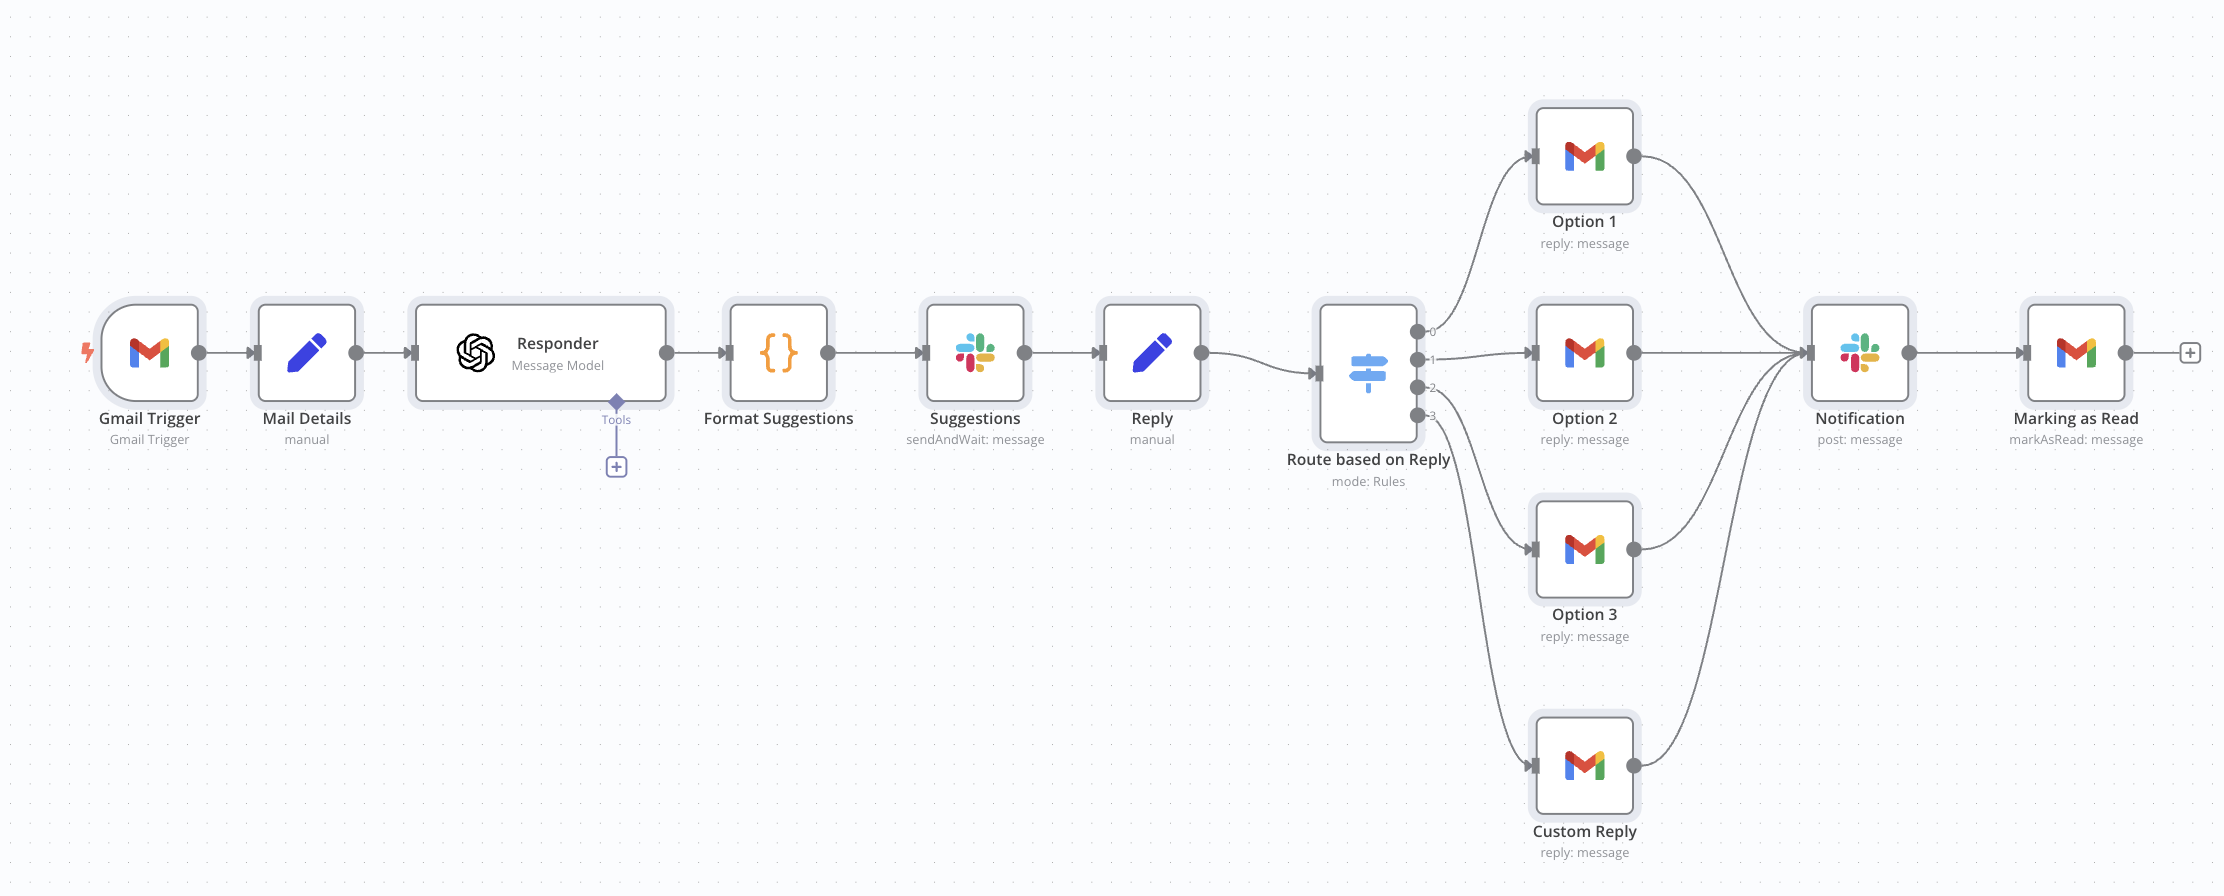 Gmail Trigger
Gmail Trigger
Mail Details
manual
Responder
Message Model
Tools
Format Suggestions
Suggestions
sendAndWait: message
Reply
manual
Route based on Reply
mode: Rules
0
1
2
3
Option 1
reply: message
Option 2
reply: message
Option 3
reply: message
Custom Reply
reply: message
Notification
post: message
Marking as Read
markAsRead: message